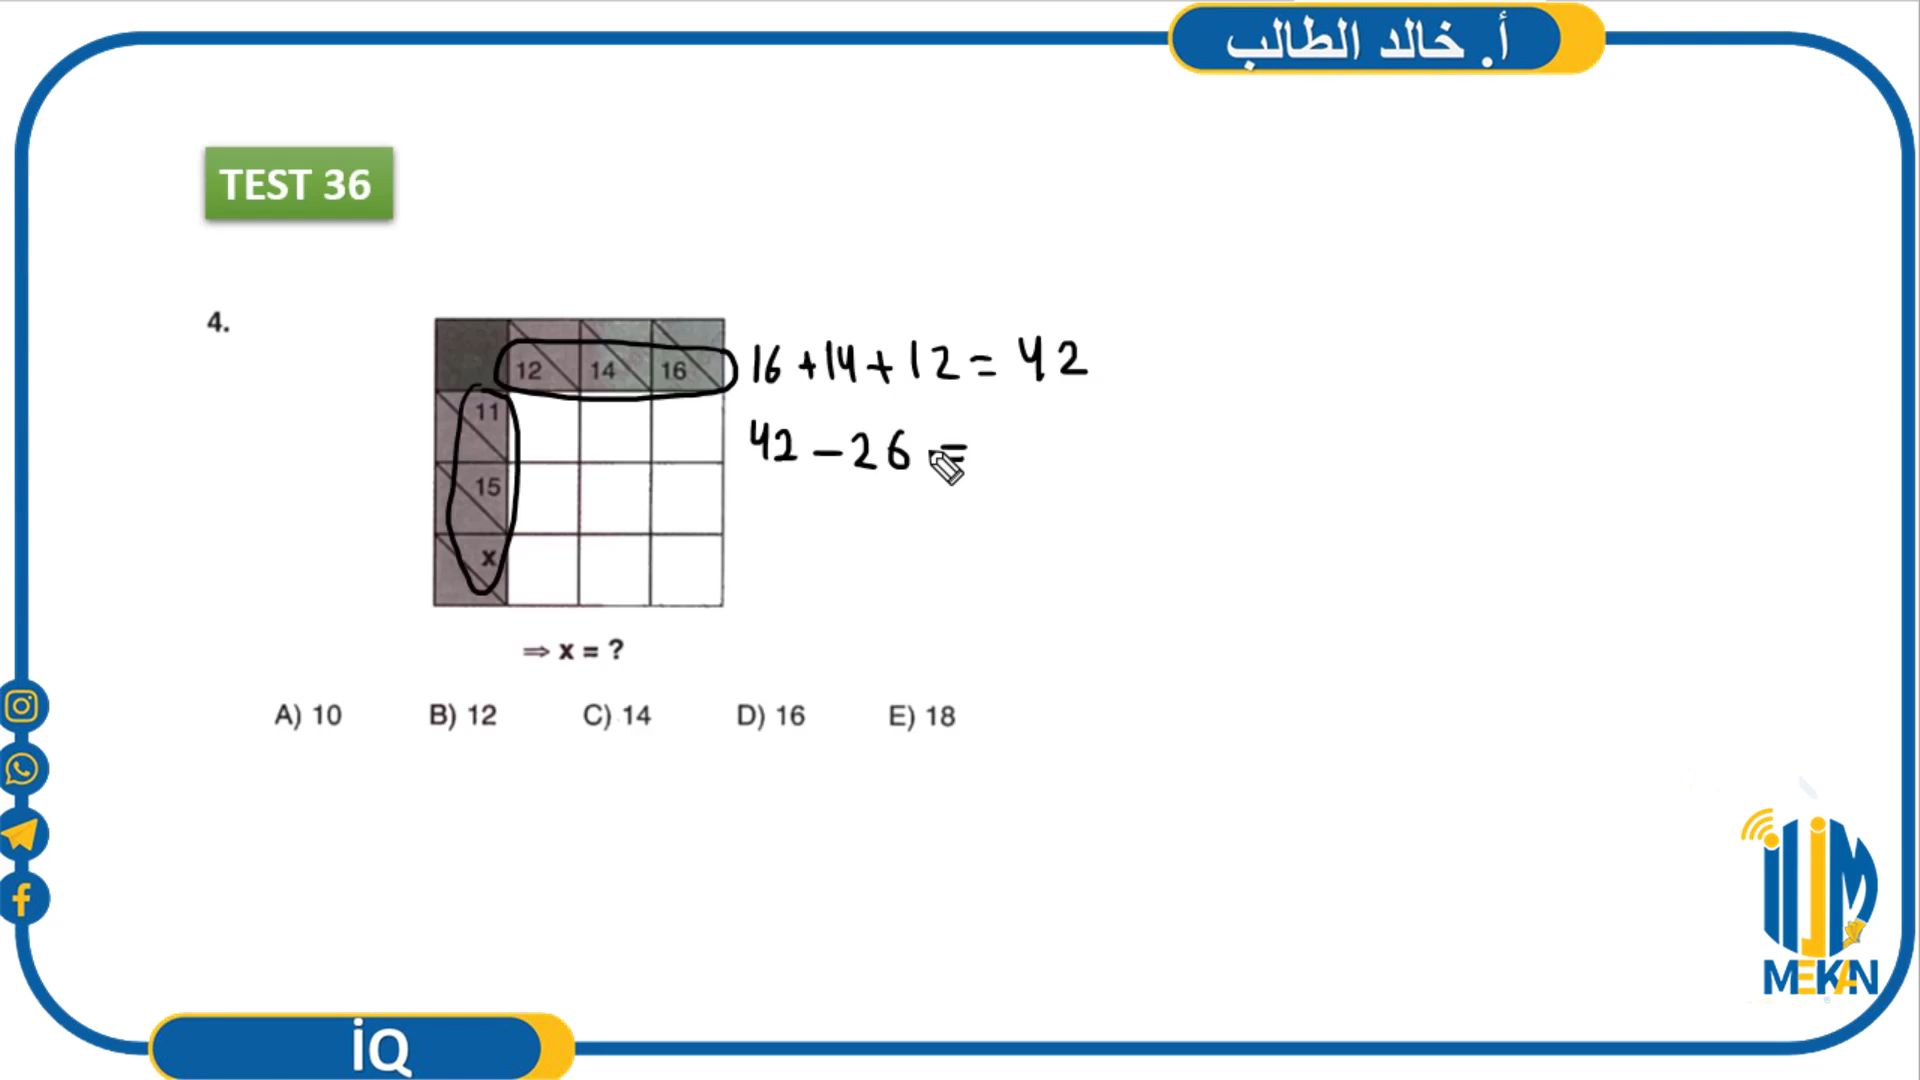 أ. خالد الطالب
TEST 36
4.
12 14 16
16 + 14 + 12 = 42
11
42 - 26 =
15
x
⇒ x = ?
A) 10 B) 12 C) 14 D) 16 E) 18
MEKAN
İQ